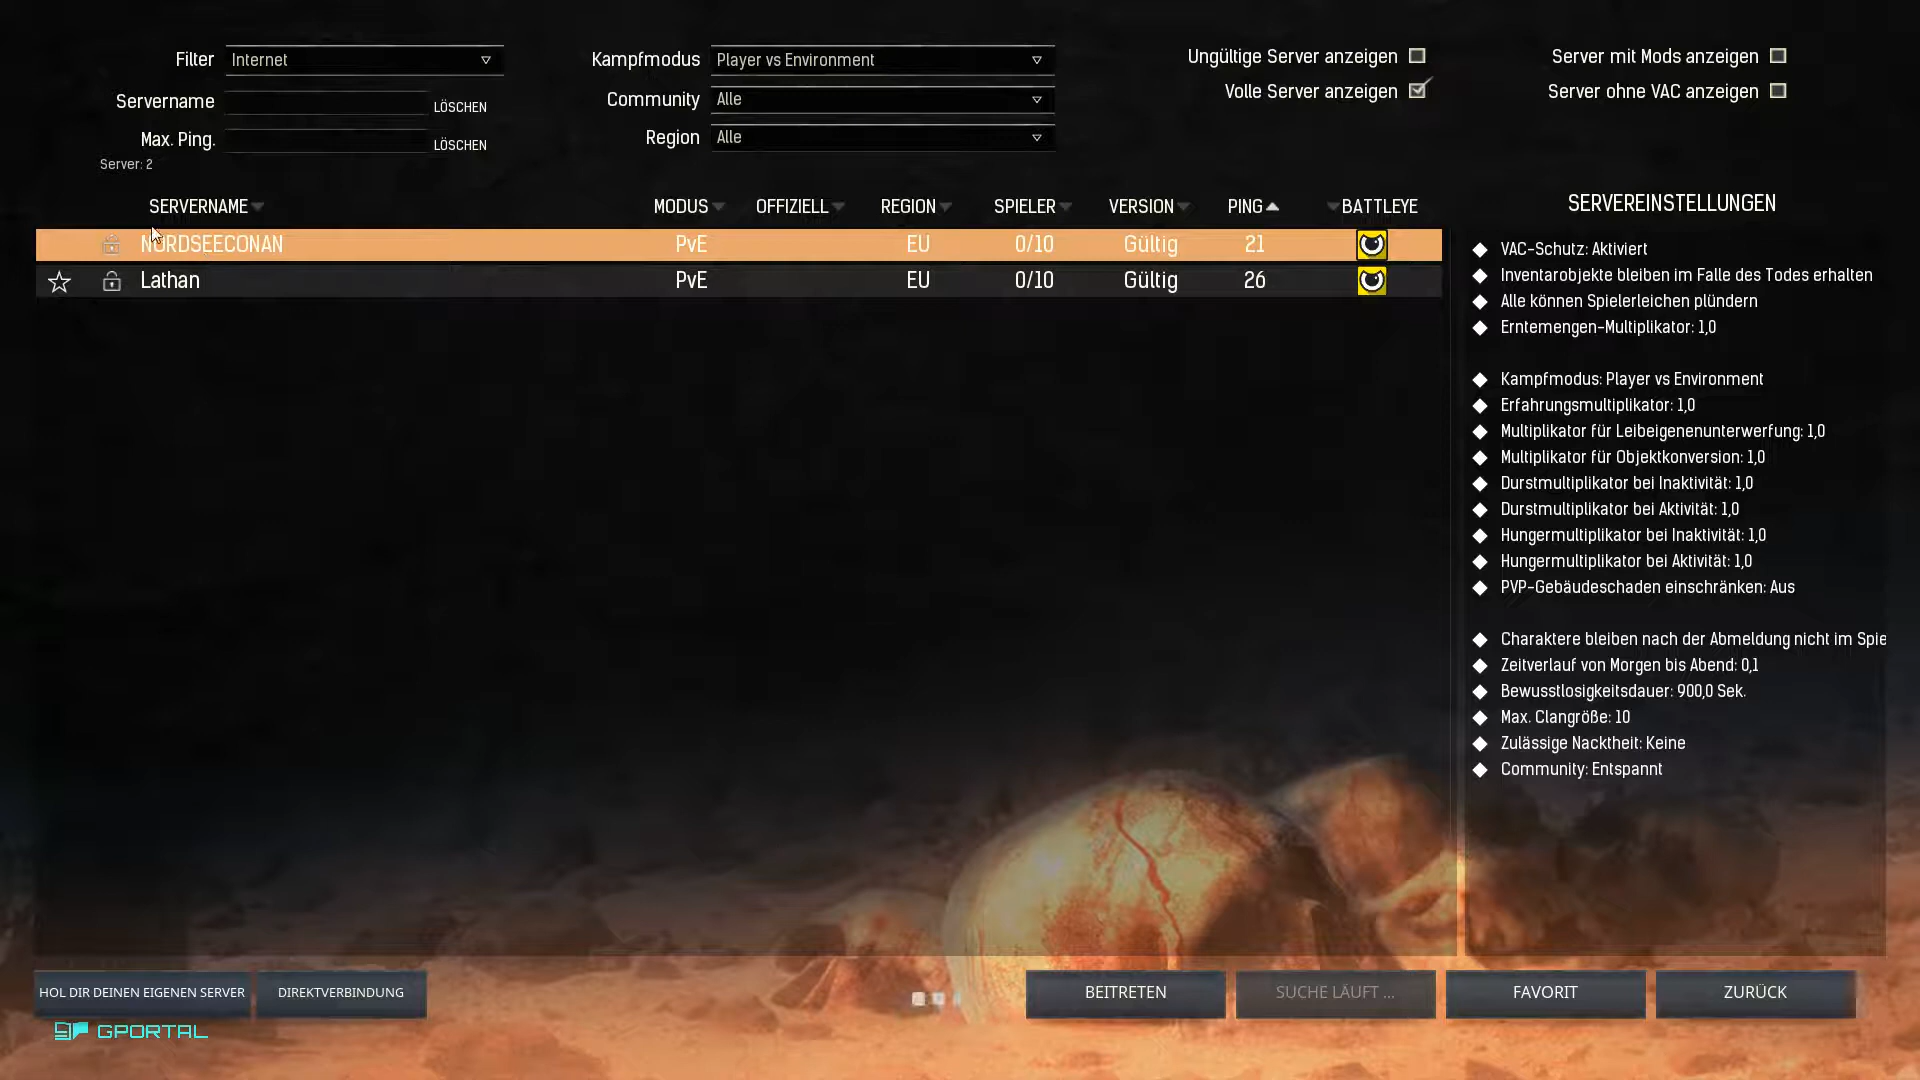 Filter Internet
Servername LÖSCHEN
Max. Ping. LÖSCHEN
Server: 2
Kampfmodus Player vs Environment
Community Alle
Region Alle
Ungültige Server anzeigen
Volle Server anzeigen
Server mit Mods anzeigen
Server ohne VAC anzeigen
SERVERNAME MODUS OFFIZIELL REGION SPIELER VERSION PING BATTLEYE
NORDSEECONAN PvE EU 0/10 Gültig 21
Lathan PvE EU 0/10 Gültig 26
SERVEREINSTELLUNGEN
VAC-Schutz: Aktiviert
Inventarobjekte bleiben im Falle des Todes erhalten
Alle können Spielerleichen plündern
Erntemengen-Multiplikator: 1,0
Kampfmodus: Player vs Environment
Erfahrungsmultiplikator: 1,0
Multiplikator für Leibeigenenunterwerfung: 1,0
Multiplikator für Objektkonversion: 1,0
Durstmultiplikator bei Inaktivität: 1,0
Durstmultiplikator bei Aktivität: 1,0
Hungermultiplikator bei Inaktivität: 1,0
Hungermultiplikator bei Aktivität: 1,0
PVP-Gebäudeschaden einschränken: Aus
Charaktere bleiben nach der Abmeldung nicht im Spie
Zeitverlauf von Morgen bis Abend: 0,1
Bewusstlosigkeitsdauer: 900,0 Sek.
Max. Clangröße: 10
Zulässige Nacktheit: Keine
Community: Entspannt
HOL DIR DEINEN EIGENEN SERVER
DIREKTVERBINDUNG
BEITRETEN
SUCHE LÄUFT ...
FAVORIT
ZURÜCK
GPORTAL